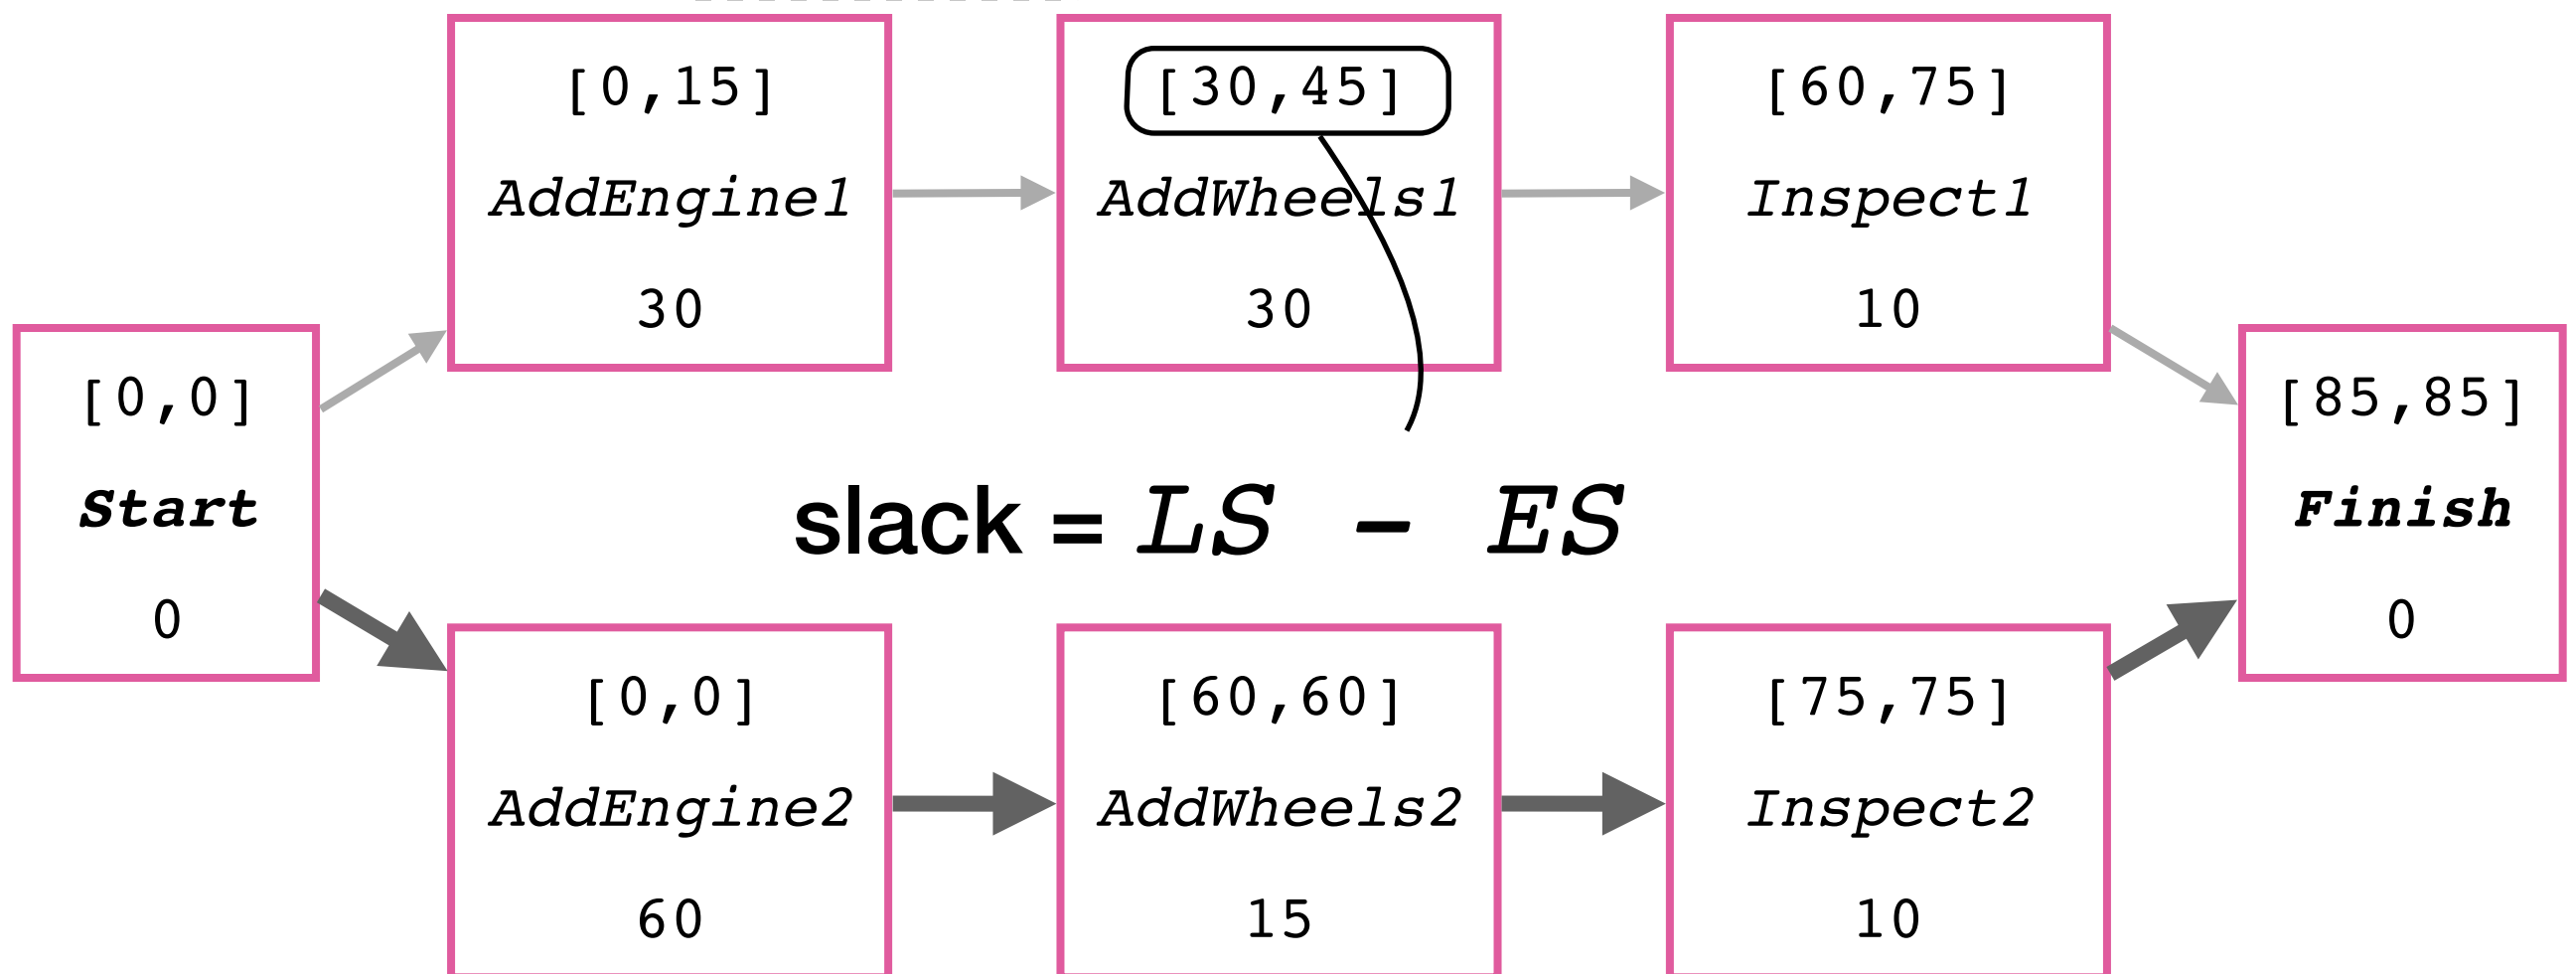 [0,15]
AddEngine1
30
[30,45]
AddWheels1
30
[60,75]
Inspect1
10
[0,0]
Start
0
slack = LS - ES
[85,85]
Finish
0
[0,0]
AddEngine2
60
[60,60]
AddWheels2
15
[75,75]
Inspect2
10